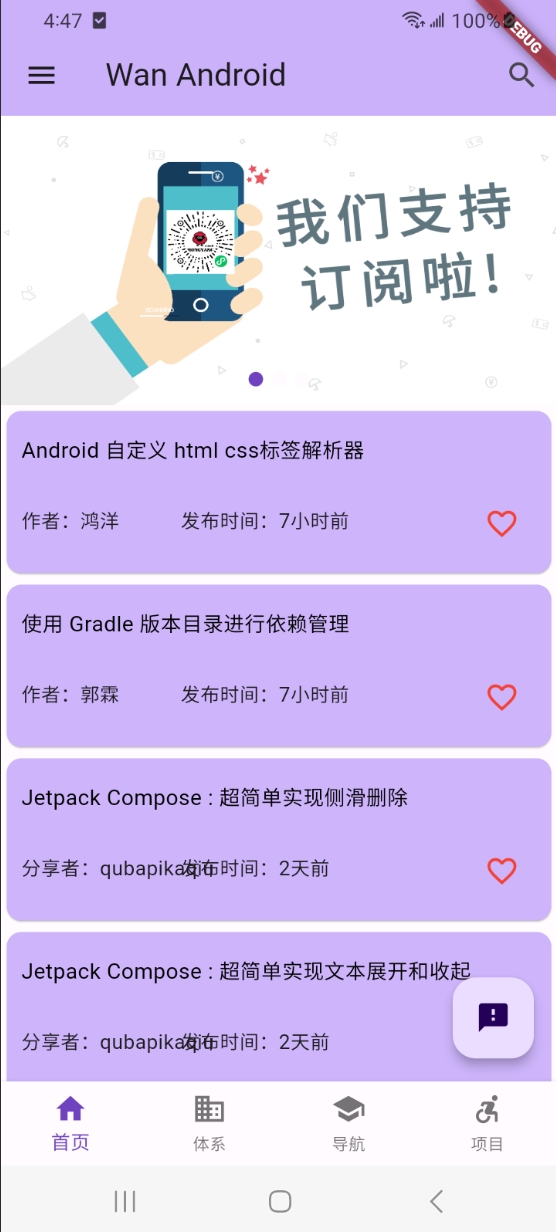 4:47
100%
DEBUG
Wan Android
我们支持
订阅啦!
Android 自定义 html css标签解析器
作者：鸿洋 发布时间：7小时前
使用 Gradle 版本目录进行依赖管理
作者：郭霖 发布时间：7小时前
Jetpack Compose : 超简单实现侧滑删除
分享者：qubapikaqiu 发布时间：2天前
Jetpack Compose : 超简单实现文本展开和收起
分享者：qubapikaqiu 发布时间：2天前
首页 体系 导航 项目